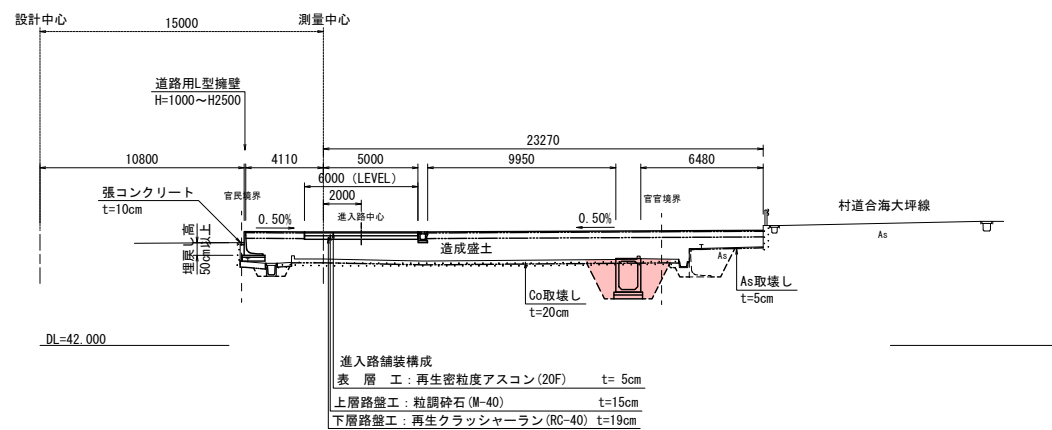 設計中心
測量中心
15000
道路用L型擁壁
H=1000～H2500
23270
10800
4110
5000
9950
6480
6000 (LEVEL)
2000
張コンクリート
t=10cm
官民境界
進入路中心
官官境界
村道合海大坪線
0.50%
0.50%
As
造成盛土
埋戻し高
50cm以上
As
Co取壊し
t=20cm
As取壊し
t=5cm
DL=42.000
進入路舗装構成
表 層 工：再生密粒度アスコン(20F) t= 5cm
上層路盤工：粒調砕石(M-40) t=15cm
下層路盤工：再生クラッシャーラン(RC-40) t=19cm